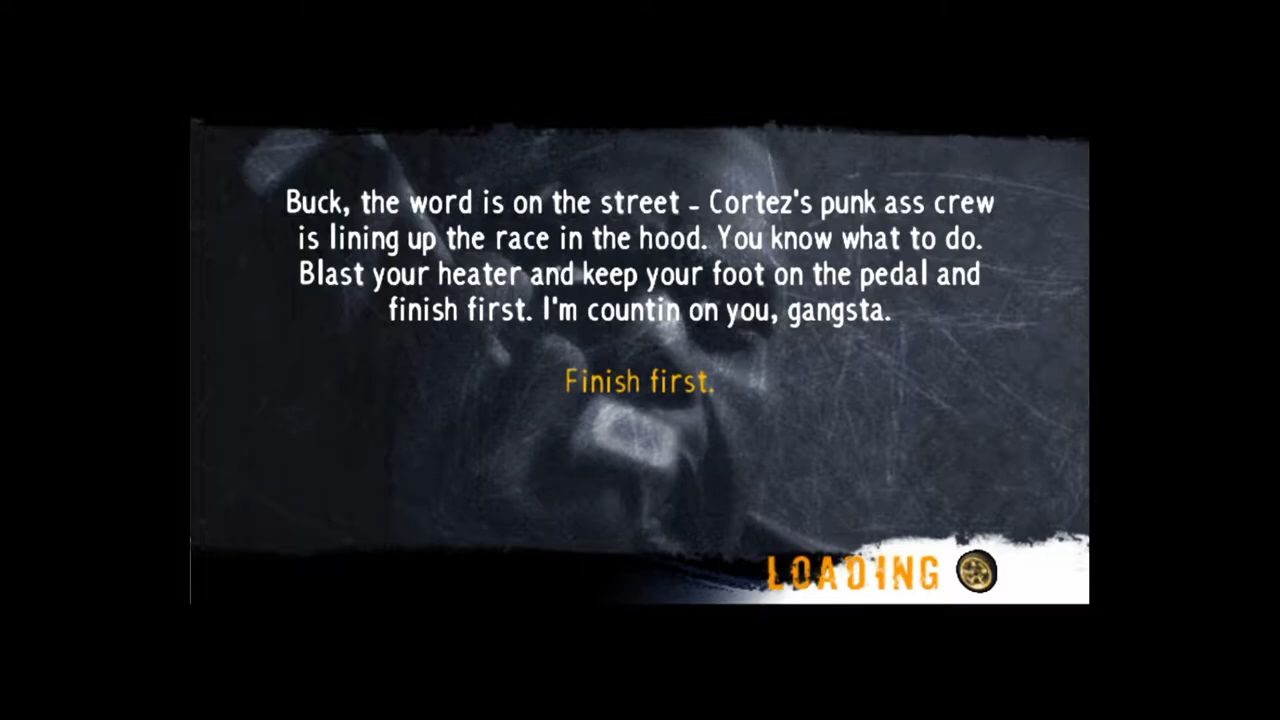 Buck, the word is on the street - Cortez's punk ass crew
is lining up the race in the hood. You know what to do.
Blast your heater and keep your foot on the pedal and
finish first. I'm countin on you, gangsta.
Finish first.
LOADING